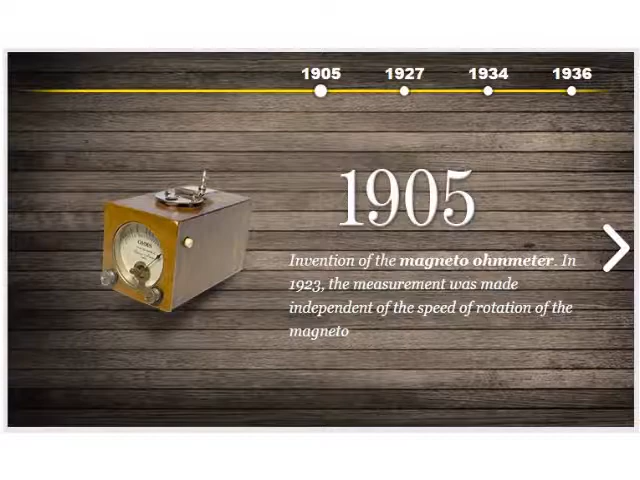 1905 1927 1934 1936
1905
Invention of the magneto ohmmeter. In
1923, the measurement was made
independent of the speed of rotation of the
magneto